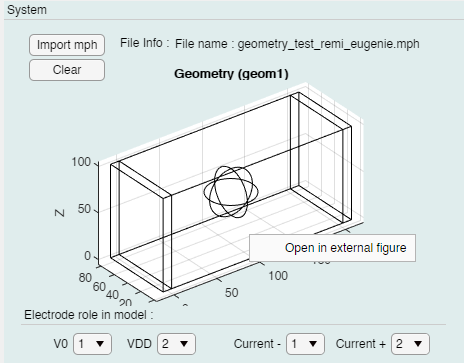 System
Import mph
File Info : File name : geometry_test_remi_eugenie.mph
Clear
Geometry (geom1)
100
50
0
Z
80
60
40
20
50
100
Open in external figure
Electrode role in model :
V0 1 VDD 2 Current - 1 Current + 2